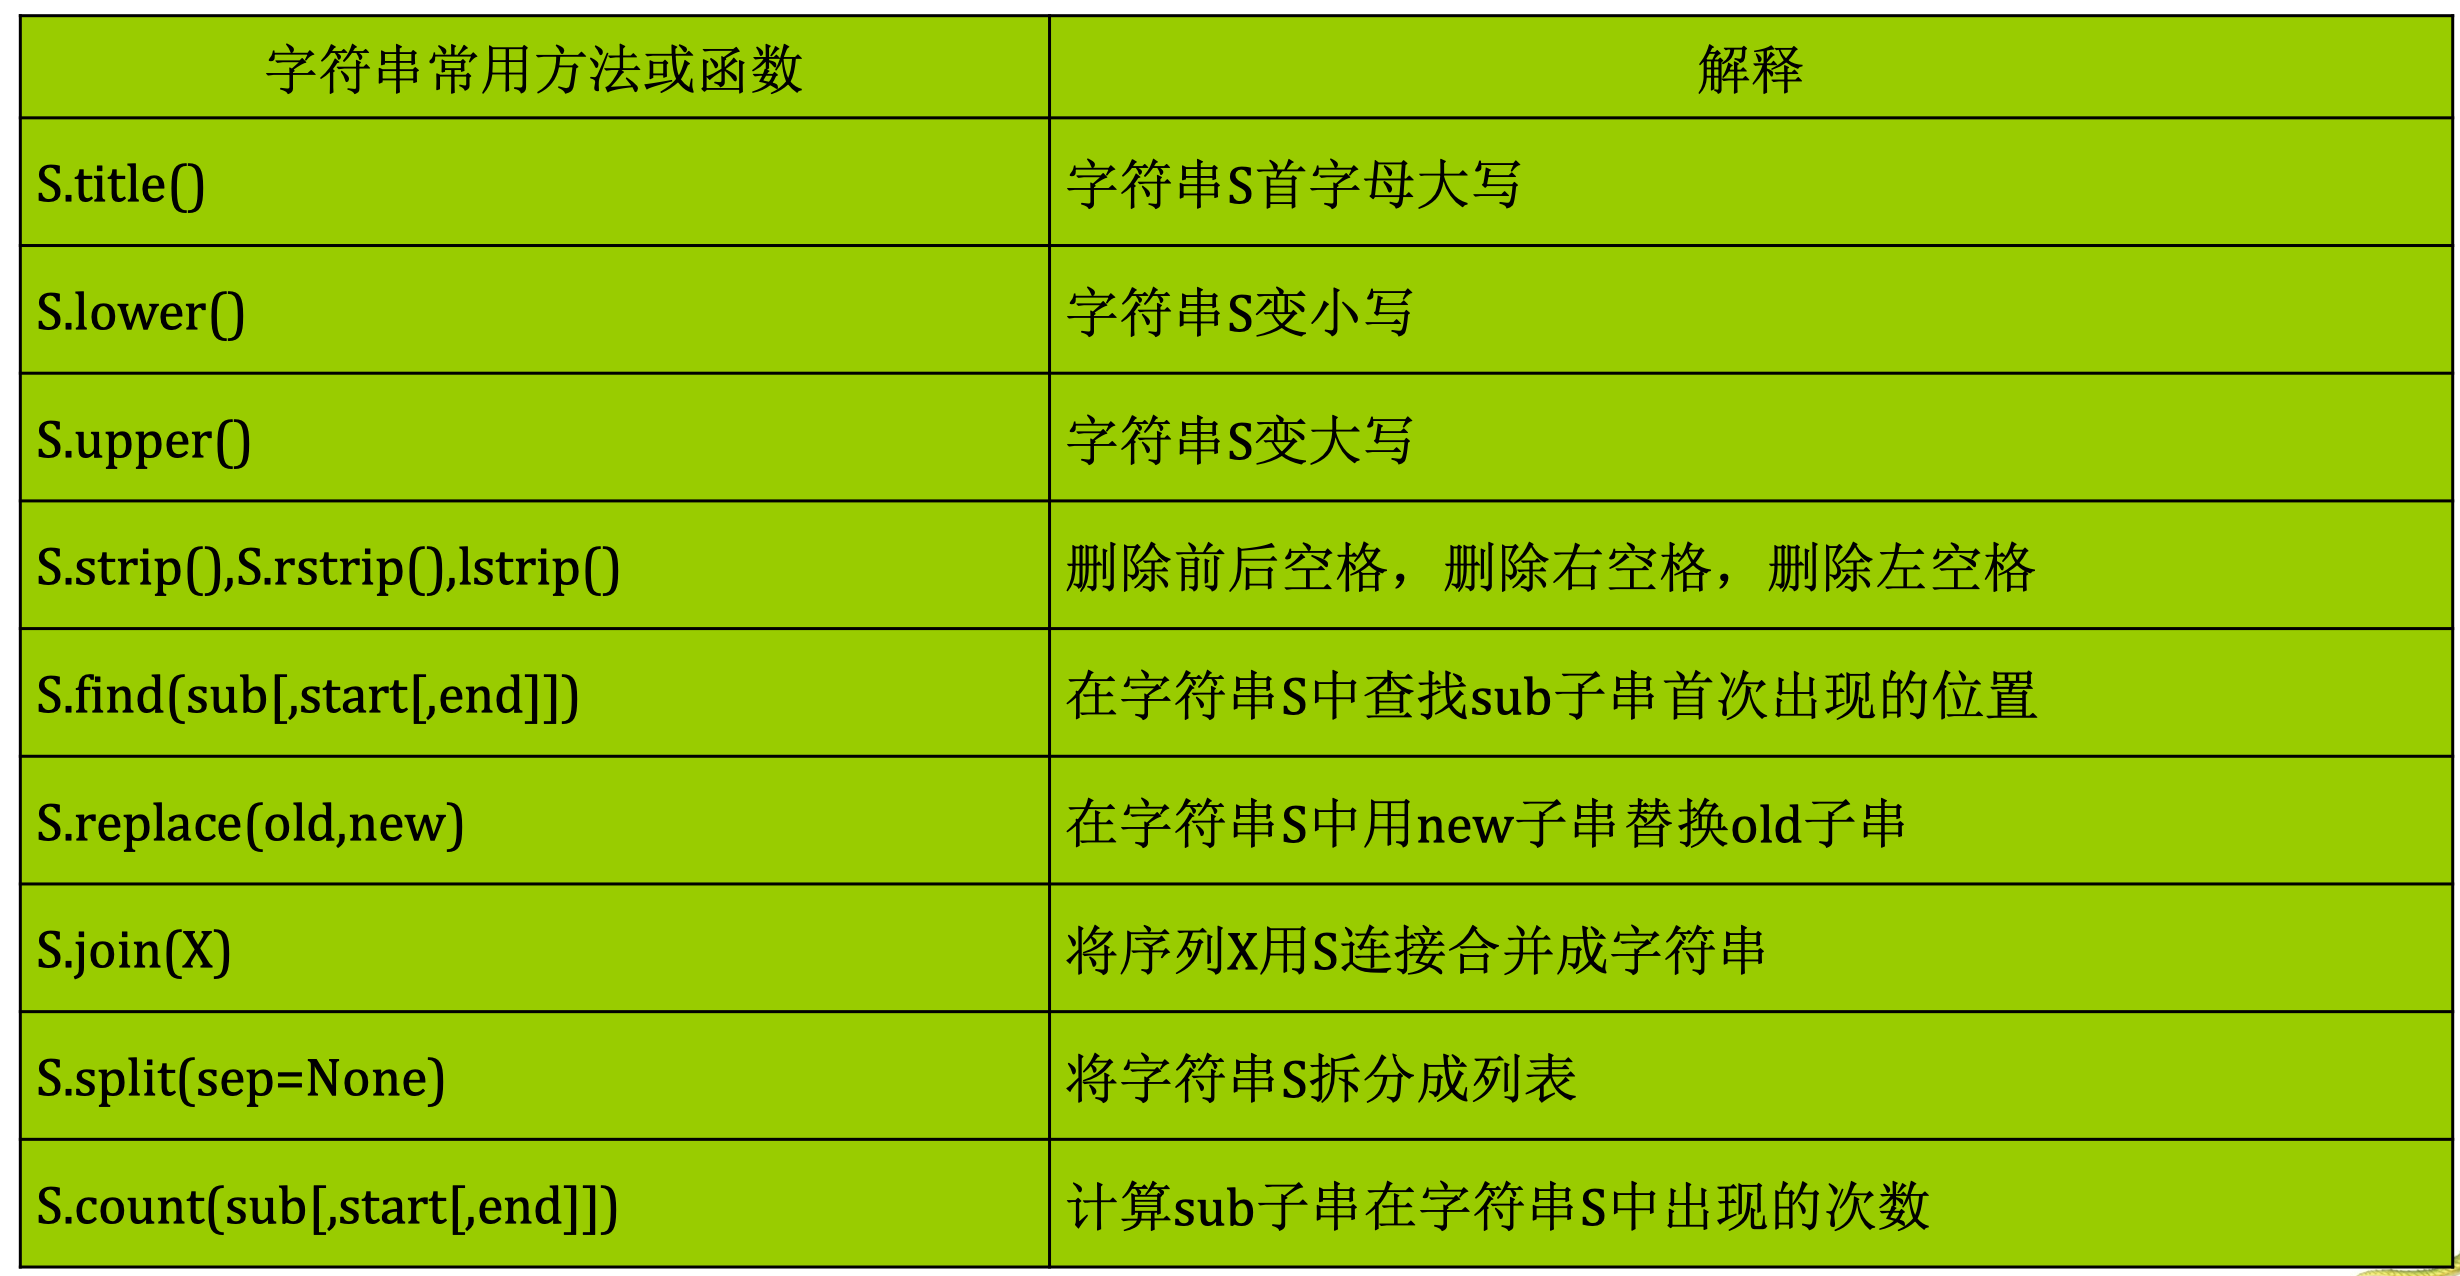 字符串常用方法或函数 解释
S.title() 字符串S首字母大写
S.lower() 字符串S变小写
S.upper() 字符串S变大写
S.strip(),S.rstrip(),lstrip() 删除前后空格，删除右空格，删除左空格
S.find(sub[,start[,end]]) 在字符串S中查找sub子串首次出现的位置
S.replace(old,new) 在字符串S中用new子串替换old子串
S.join(X) 将序列X用S连接合并成字符串
S.split(sep=None) 将字符串S拆分成列表
S.count(sub[,start[,end]]) 计算sub子串在字符串S中出现的次数